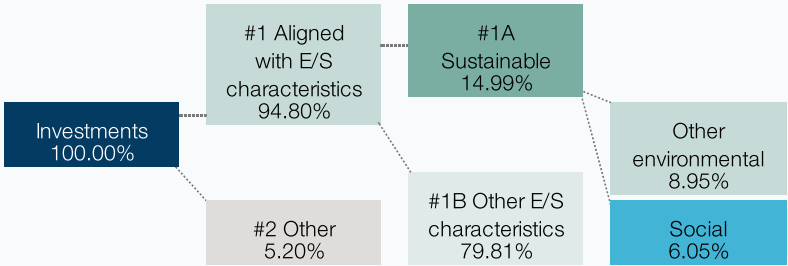 Investments
100.00%
#1 Aligned
with E/S
characteristics
94.80%
#2 Other
5.20%
#1A
Sustainable
14.99%
#1B Other E/S
characteristics
79.81%
Other
environmental
8.95%
Social
6.05%